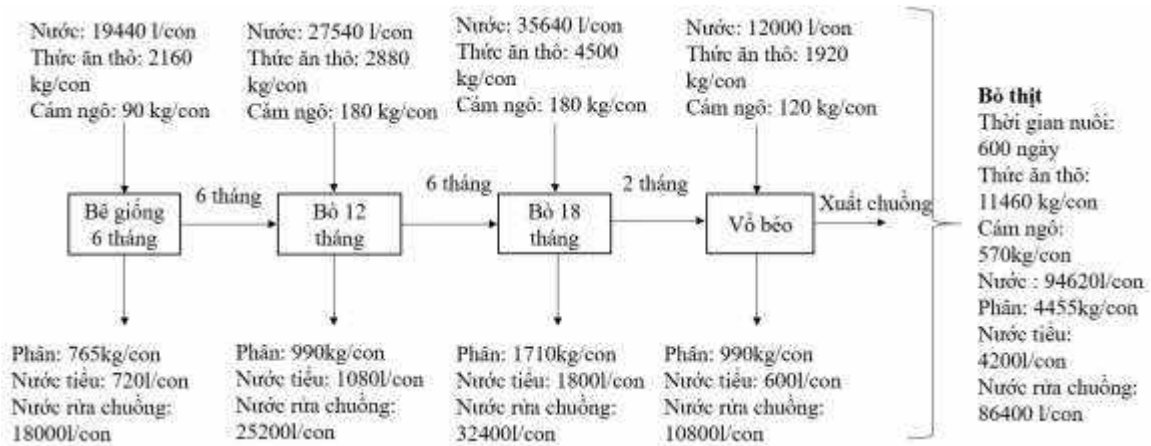 Nước: 19440 l/con
Thức ăn thô: 2160
kg/con
Cám ngô: 90 kg/con
Nước: 27540 l/con
Thức ăn thô: 2880
kg/con
Cám ngô: 180 kg/con
Nước: 35640 l/con
Thức ăn thô: 4500
kg/con
Cám ngô: 180 kg/con
Nước: 12000 l/con
Thức ăn thô: 1920
kg/con
Cám ngô: 120 kg/con
Bê giống
6 tháng
6 tháng
Bò 12
tháng
6 tháng
Bò 18
tháng
2 tháng
Vỗ béo
Xuất chuồng
Phân: 765kg/con
Nước tiểu: 720l/con
Nước rửa chuồng:
18000l/con
Phân: 990kg/con
Nước tiểu: 1080l/con
Nước rửa chuồng:
25200l/con
Phân: 1710kg/con
Nước tiểu: 1800l/con
Nước rửa chuồng:
32400l/con
Phân: 990kg/con
Nước tiểu: 600l/con
Nước rửa chuồng:
10800l/con
Bò thịt
Thời gian nuôi:
600 ngày
Thức ăn thô:
11460 kg/con
Cám ngô:
570kg/con
Nước : 94620l/con
Phân: 4455kg/con
Nước tiểu:
4200l/con
Nước rửa chuồng:
86400 l/con